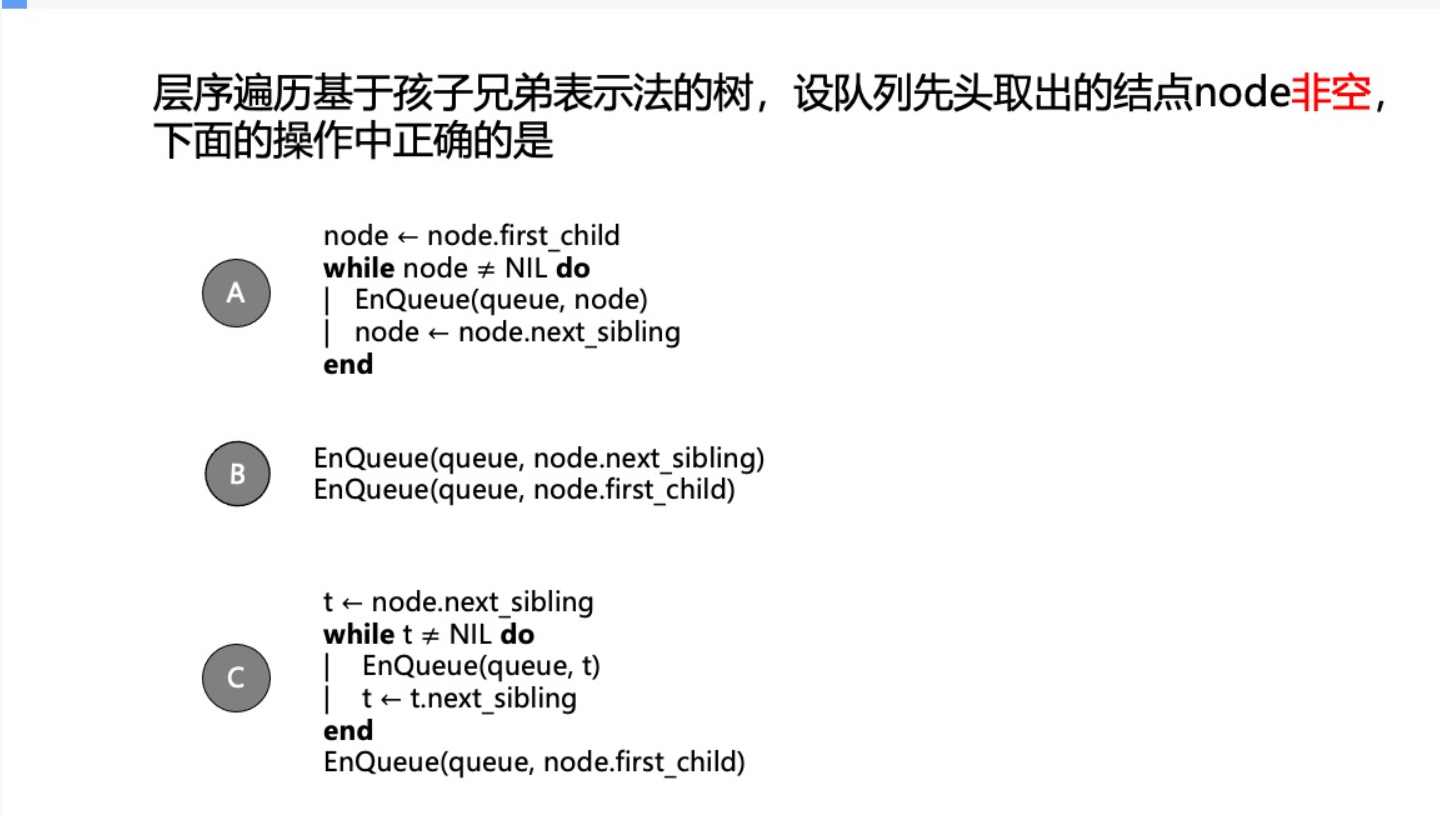 层序遍历基于孩子兄弟表示法的树，设队列先头取出的结点node非空，
下面的操作中正确的是
A
node ← node.first_child
while node ≠ NIL do
| EnQueue(queue, node)
| node ← node.next_sibling
end
B
EnQueue(queue, node.next_sibling)
EnQueue(queue, node.first_child)
C
t ← node.next_sibling
while t ≠ NIL do
| EnQueue(queue, t)
| t ← t.next_sibling
end
EnQueue(queue, node.first_child)